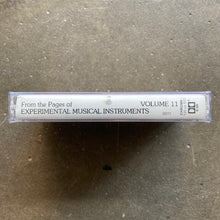 From the Pages of
EXPERIMENTAL MUSICAL INSTRUMENTS
VOLUME 11